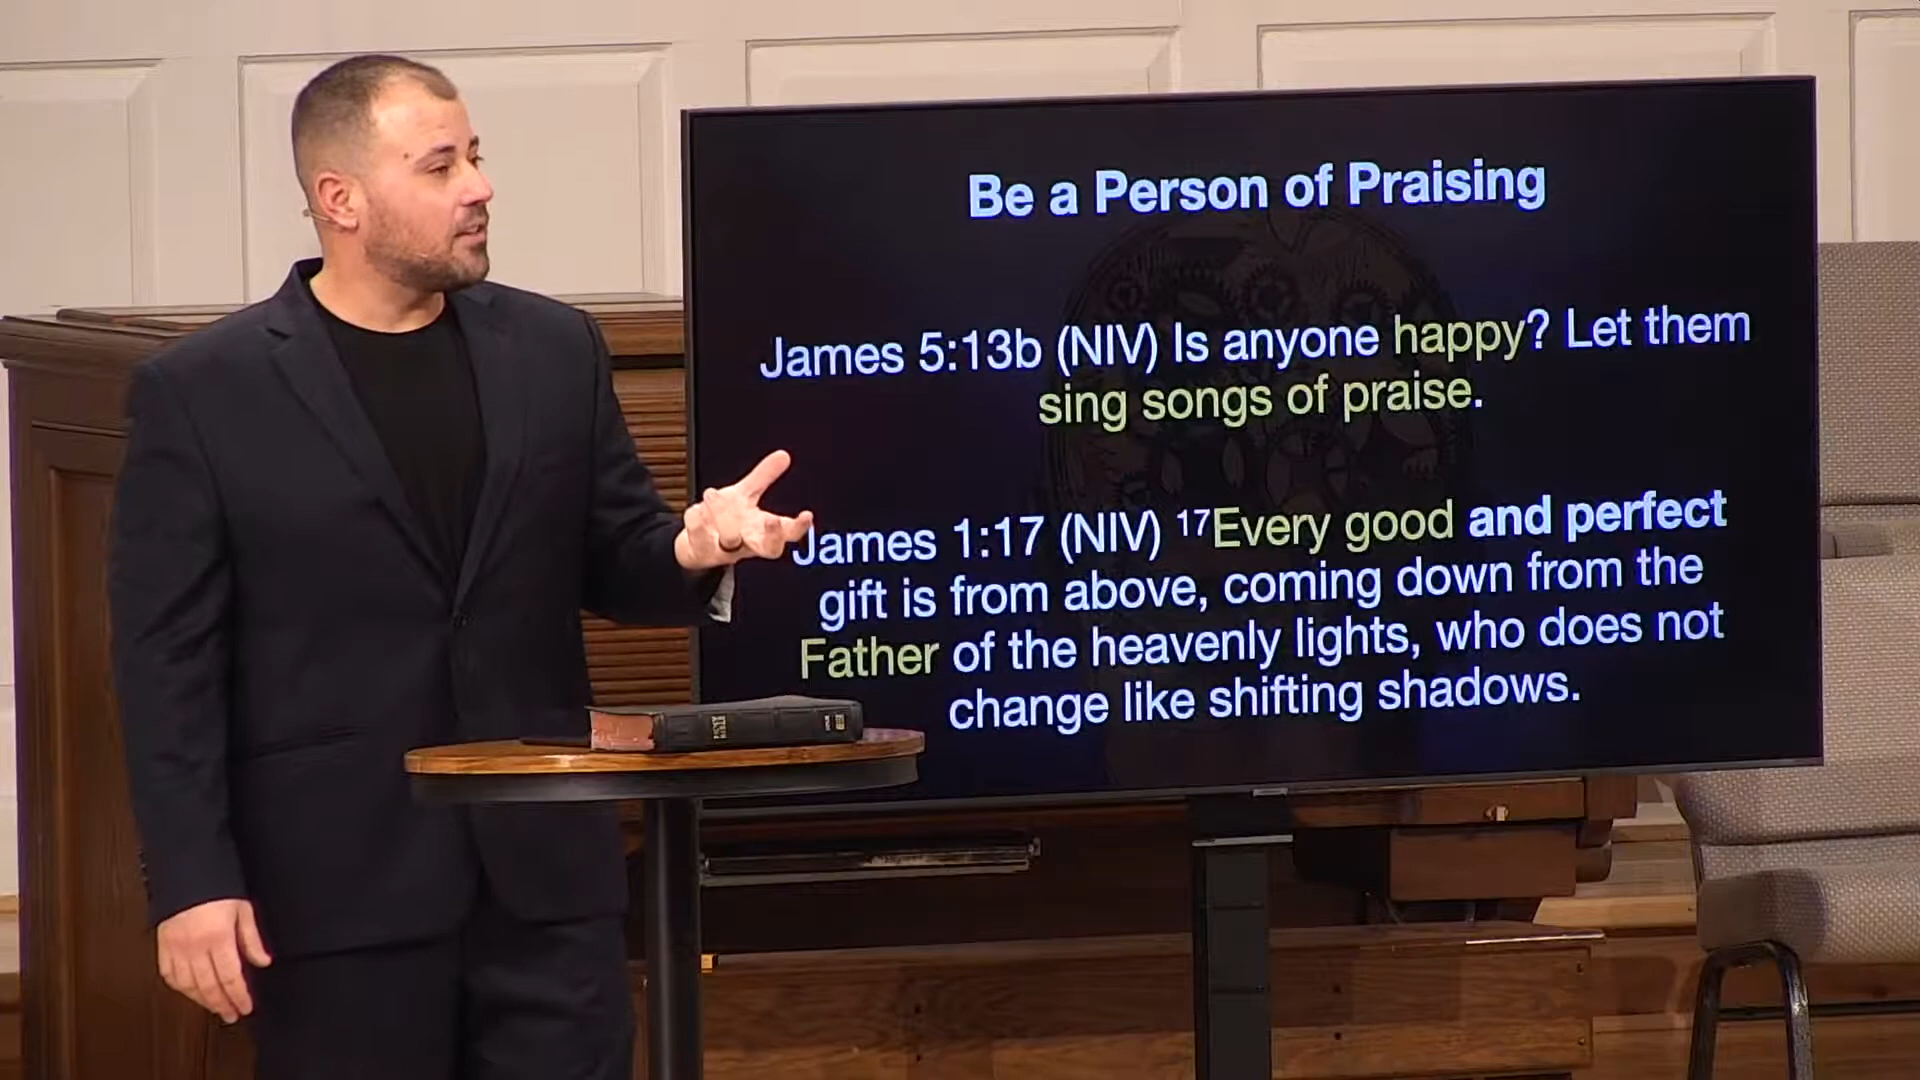 Be a Person of Praising
James 5:13b (NIV) Is anyone happy? Let them
sing songs of praise.
James 1:17 (NIV) 17Every good and perfect
gift is from above, coming down from the
Father of the heavenly lights, who does not
change like shifting shadows.